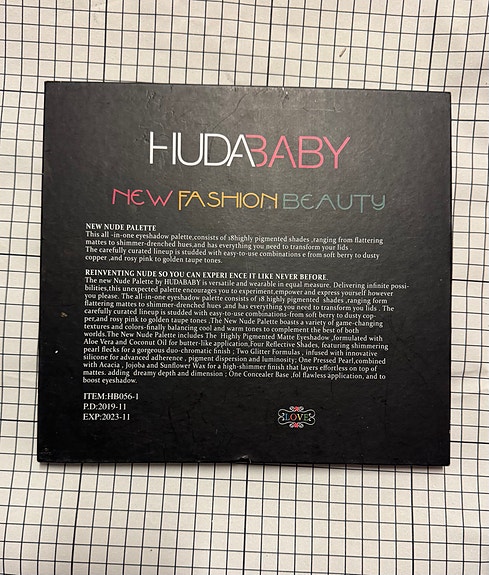 HUDABABY
NEW FASHION BEAUTY
NEW NUDE PALETTE
This all -in-one eyeshadow palette,consists of 18highly pigmented shades ,ranging from flattering
mattes to shimmer-drenched hues,and has everything you need to transform your lids .
The carefully curated lineup is studded with easy-to-use combinations e from soft berry to dusty
copper,and rosy pink to golden taupe tones.
REINVENTING NUDE SO YOU CAN EXPERI ENCE IT LIKE NEVER BEFORE.
The new Nude Palette by HUDABABY is versatile and wearable in equal measure. Delivering infinite possi-
bilities,this unexpected palette encourages you to experiment,empower and express yourself however
you please. The all-in-one eyeshadow palette consists of 18 highly pigmented shades ,ranging form
flattering mattes to shimmer-drenched hues ,and has everything you need to transform you lids . The
carefully curated lineup is studded with easy-to-use combinations-from soft berry to dusty cop-
per,and rosy pink to golden taupe tones ,The New Nude Palette boasts a variety of game-changing
textures and colors-finally balancing cool and warm tones to complement the best of both
worlds.The New Nude Palette includes The Highly Pigmented Matte Eyeshadow ,formulated with
Aloe Vera and Coconut Oil for butter-like application,Four Reflective Shades, featuring shimmering
pearl flecks for a gorgeous duo-chromatic finish ; Two Glitter Formulas , infused with innovative
silicone for advanced adherence , pigment dispersion and luminosity; One Pressed Pearl,combined
with Acacia , Jojoba and Sunflower Wax for a high-shimmer finish that layers effortless on top of
mattes. adding dreamy depth and dimension ; One Concealer Base ,fol flawless application, and to
boost eyeshadow.
ITEM:HB056-1
P.D:2019-11
EXP:2023-11
LOVE